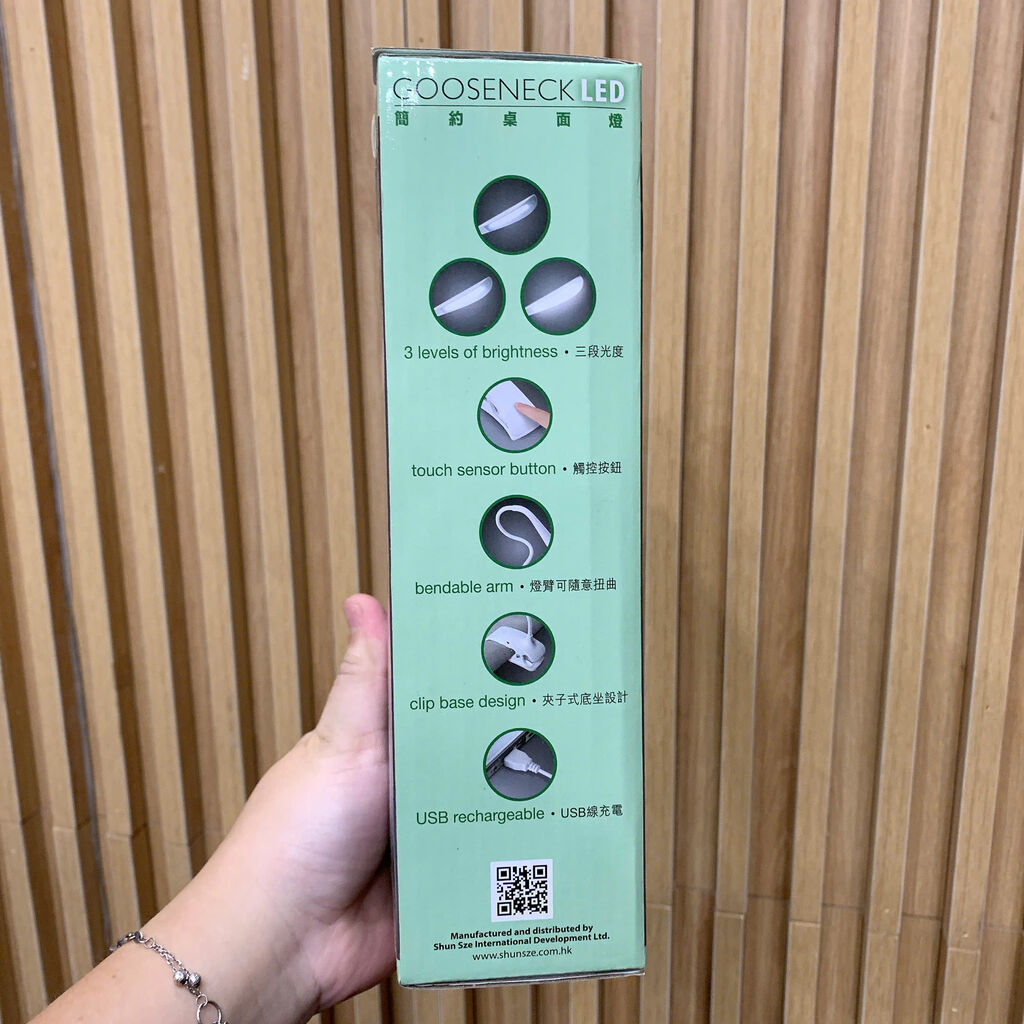 GOOSENECK LED
簡約桌面燈
3 levels of brightness • 三段光度
touch sensor button • 觸控按鈕
bendable arm • 燈臂可隨意扭曲
clip base design • 夾子式底坐設計
USB rechargeable • USB線充電
Manufactured and distributed by
Shun Sze International Development Ltd.
www.shunsze.com.hk